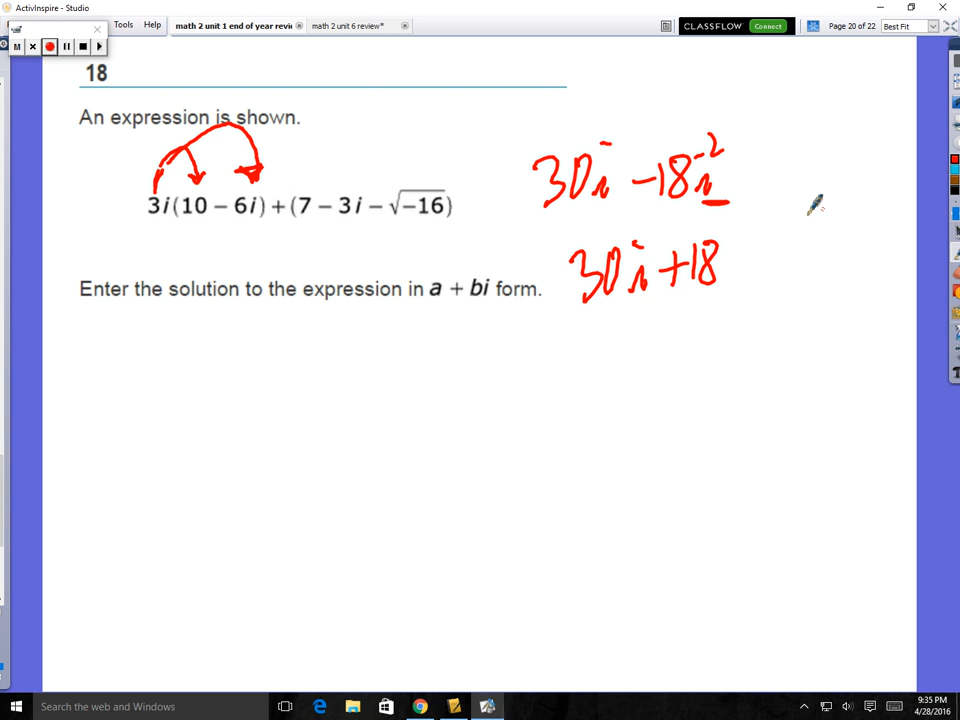 ActivInspire - Studio
M
Tools Help math 2 unit 1 end of year revie math 2 unit 6 review* CLASSFLOW Connect Page 20 of 22 Best Fit
18
An expression is shown.
3i(10 − 6i) + (7 − 3i − √−16)
30i −18i²
30i +18
Enter the solution to the expression in a + bi form.
Search the web and Windows
9:35 PM
4/28/2016